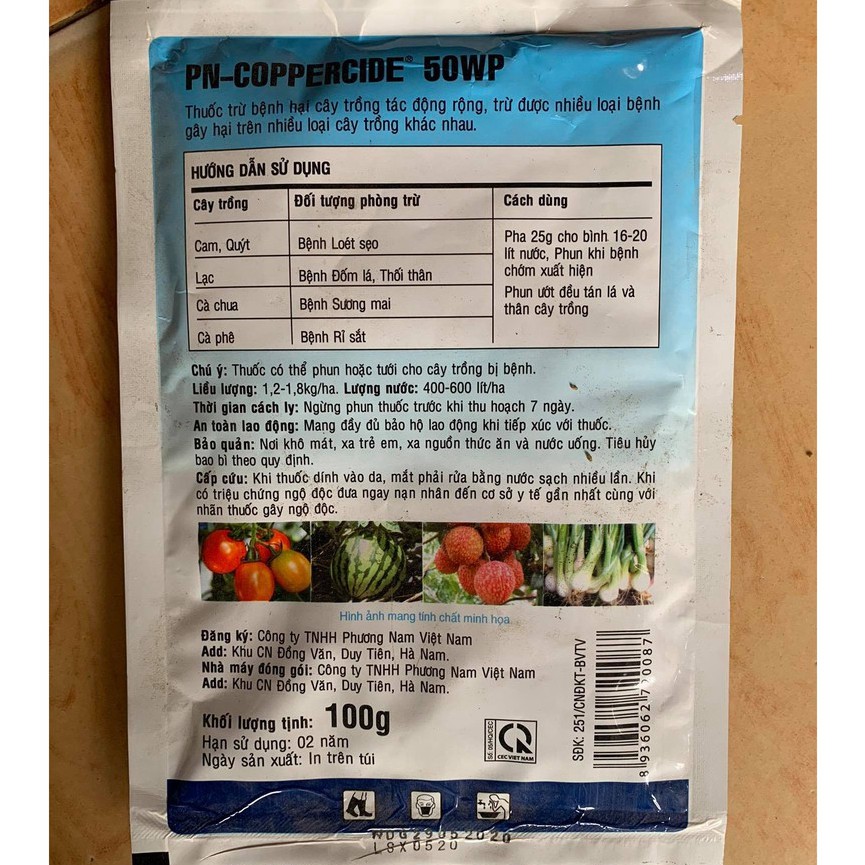 PN-COPPERCIDE® 50WP
Thuốc trừ bệnh hại cây trồng tác động rộng, trừ được nhiều loại bệnh
gây hại trên nhiều loại cây trồng khác nhau.
HƯỚNG DẪN SỬ DỤNG
Cây trồng Đối tượng phòng trừ Cách dùng
Cam, Quýt Bệnh Loét sẹo
Lạc Bệnh Đốm lá, Thối thân
Cà chua Bệnh Sương mai
Cà phê Bệnh Rỉ sắt
Pha 25g cho bình 16-20
lít nước, Phun khi bệnh
chớm xuất hiện
Phun ướt đều tán lá và
thân cây trồng
Chú ý: Thuốc có thể phun hoặc tưới cho cây trồng bị bệnh.
Liều lượng: 1,2-1,8kg/ha. Lượng nước: 400-600 lít/ha
Thời gian cách ly: Ngừng phun thuốc trước khi thu hoạch 7 ngày.
An toàn lao động: Mang đầy đủ bảo hộ lao động khi tiếp xúc với thuốc.
Bảo quản: Nơi khô mát, xa trẻ em, xa nguồn thức ăn và nước uống. Tiêu hủy
bao bì theo quy định.
Cấp cứu: Khi thuốc dính vào da, mắt phải rửa bằng nước sạch nhiều lần. Khi
có triệu chứng ngộ độc đưa ngay nạn nhân đến cơ sở y tế gần nhất cùng với
nhãn thuốc gây ngộ độc.
Hình ảnh mang tính chất minh họa
Đăng ký: Công ty TNHH Phương Nam Việt Nam
Add: Khu CN Đồng Văn, Duy Tiên, Hà Nam.
Nhà máy đóng gói: Công ty TNHH Phương Nam Việt Nam
Add: Khu CN Đồng Văn, Duy Tiên, Hà Nam.
Khối lượng tịnh: 100g
Hạn sử dụng: 02 năm
Ngày sản xuất: In trên túi
CEC VIET NAM
SĐK: 251/CNĐKT-BVTV
LSX0520